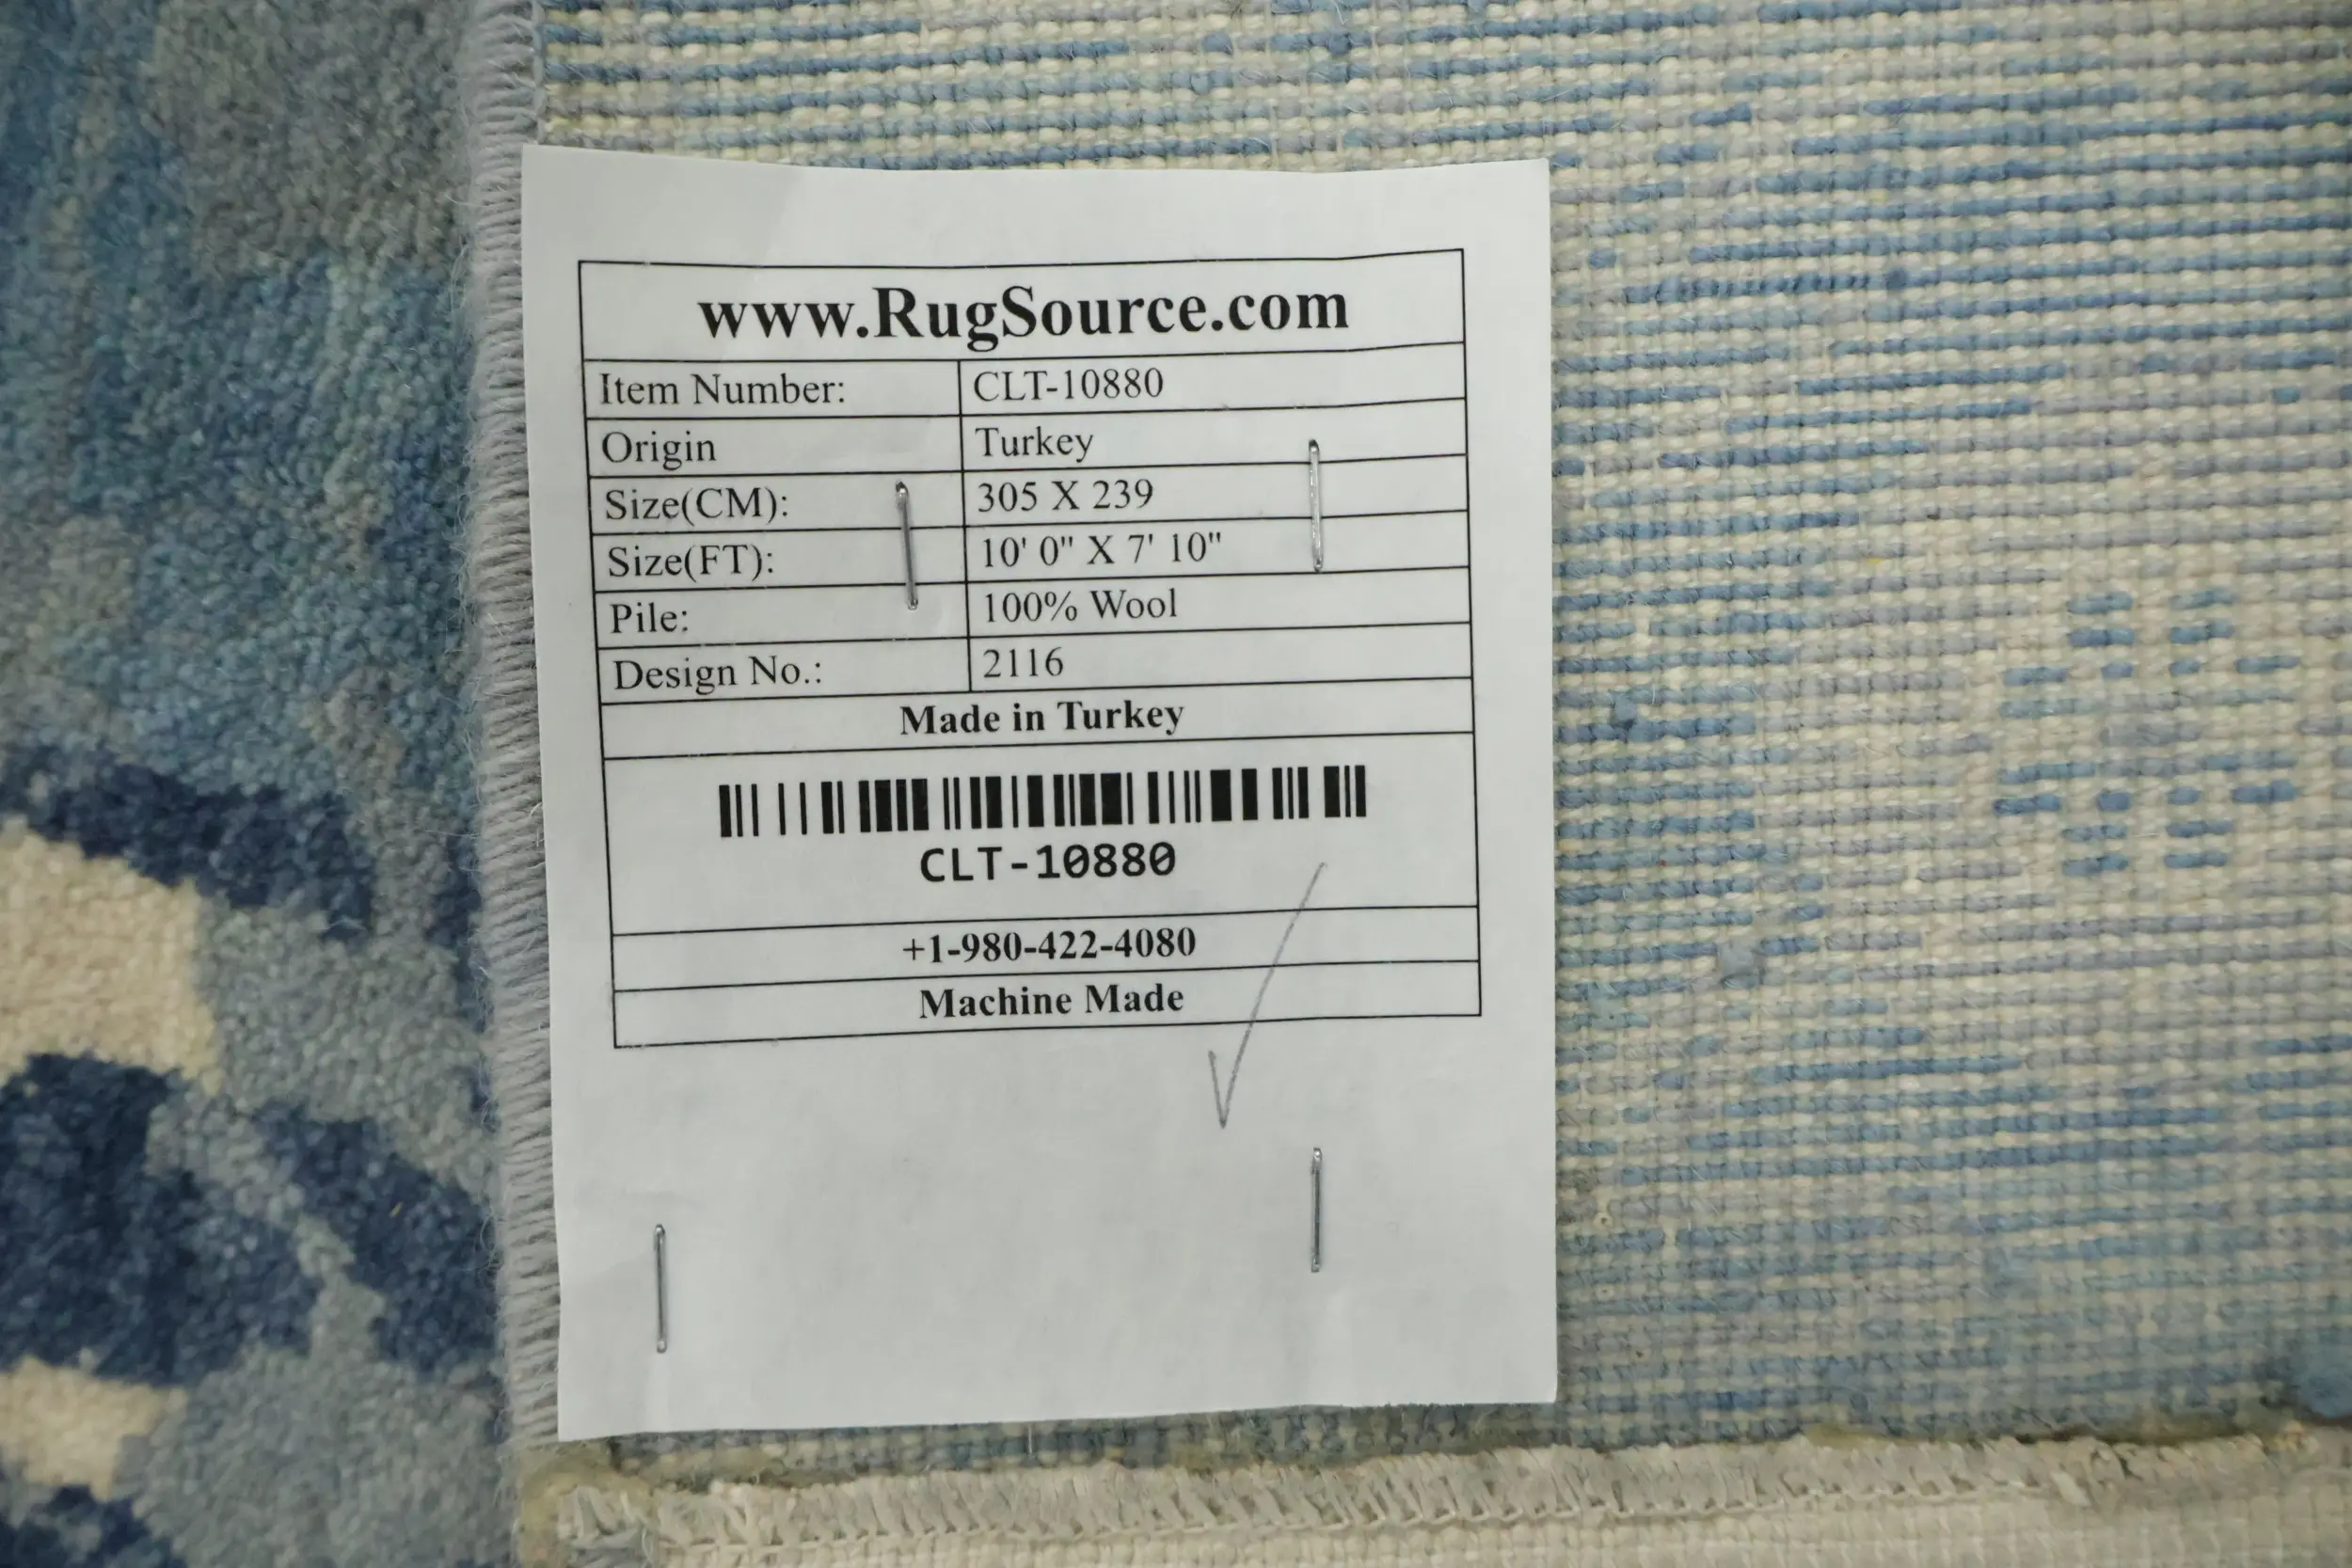 www.RugSource.com
Item Number: CLT-10880
Origin Turkey
Size(CM): 305 X 239
Size(FT): 10' 0" X 7' 10"
Pile: 100% Wool
Design No.: 2116
Made in Turkey
CLT-10880
+1-980-422-4080
Machine Made